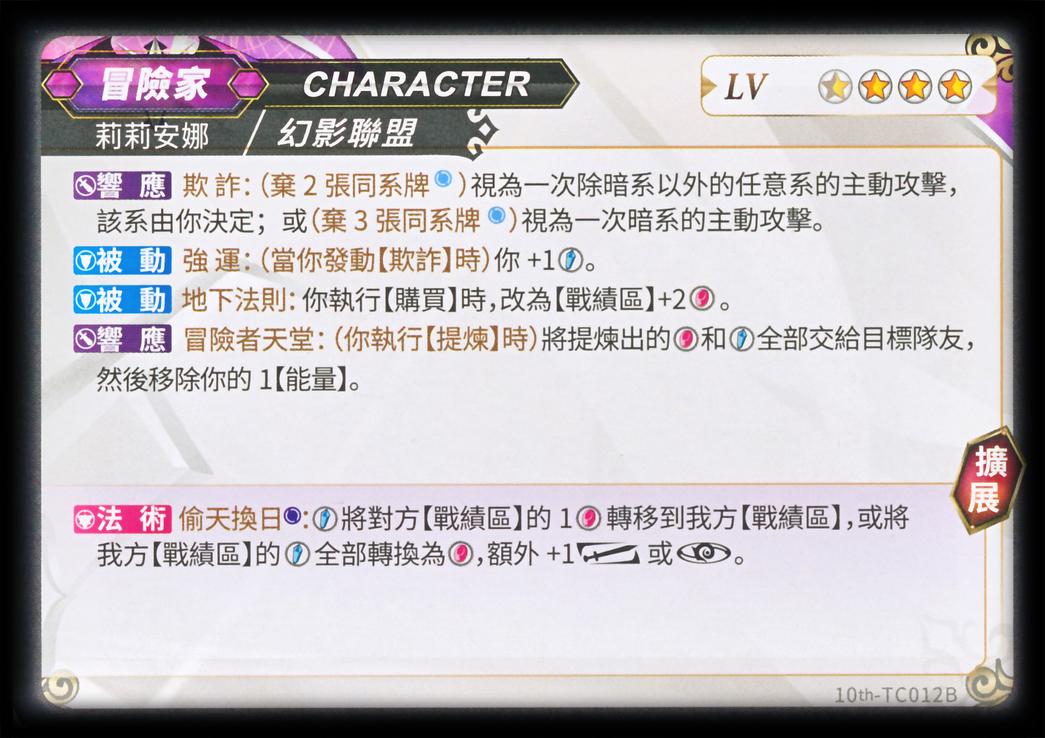 冒險家 CHARACTER LV
莉莉安娜 / 幻影聯盟
響應 欺詐：（棄 2 張同系牌）視為一次除暗系以外的任意系的主動攻擊，
該系由你決定；或（棄 3 張同系牌）視為一次暗系的主動攻擊。
被動 強運：（當你發動【欺詐】時）你 +1。
被動 地下法則：你執行【購買】時，改為【戰績區】+2。
響應 冒險者天堂：（你執行【提煉】時）將提煉出的和全部交給目標隊友，
然後移除你的 1【能量】。
擴展
法術 偷天換日：將對方【戰績區】的 1 轉移到我方【戰績區】，或將
我方【戰績區】的全部轉換為，額外 +1 或。
10th-TC012B